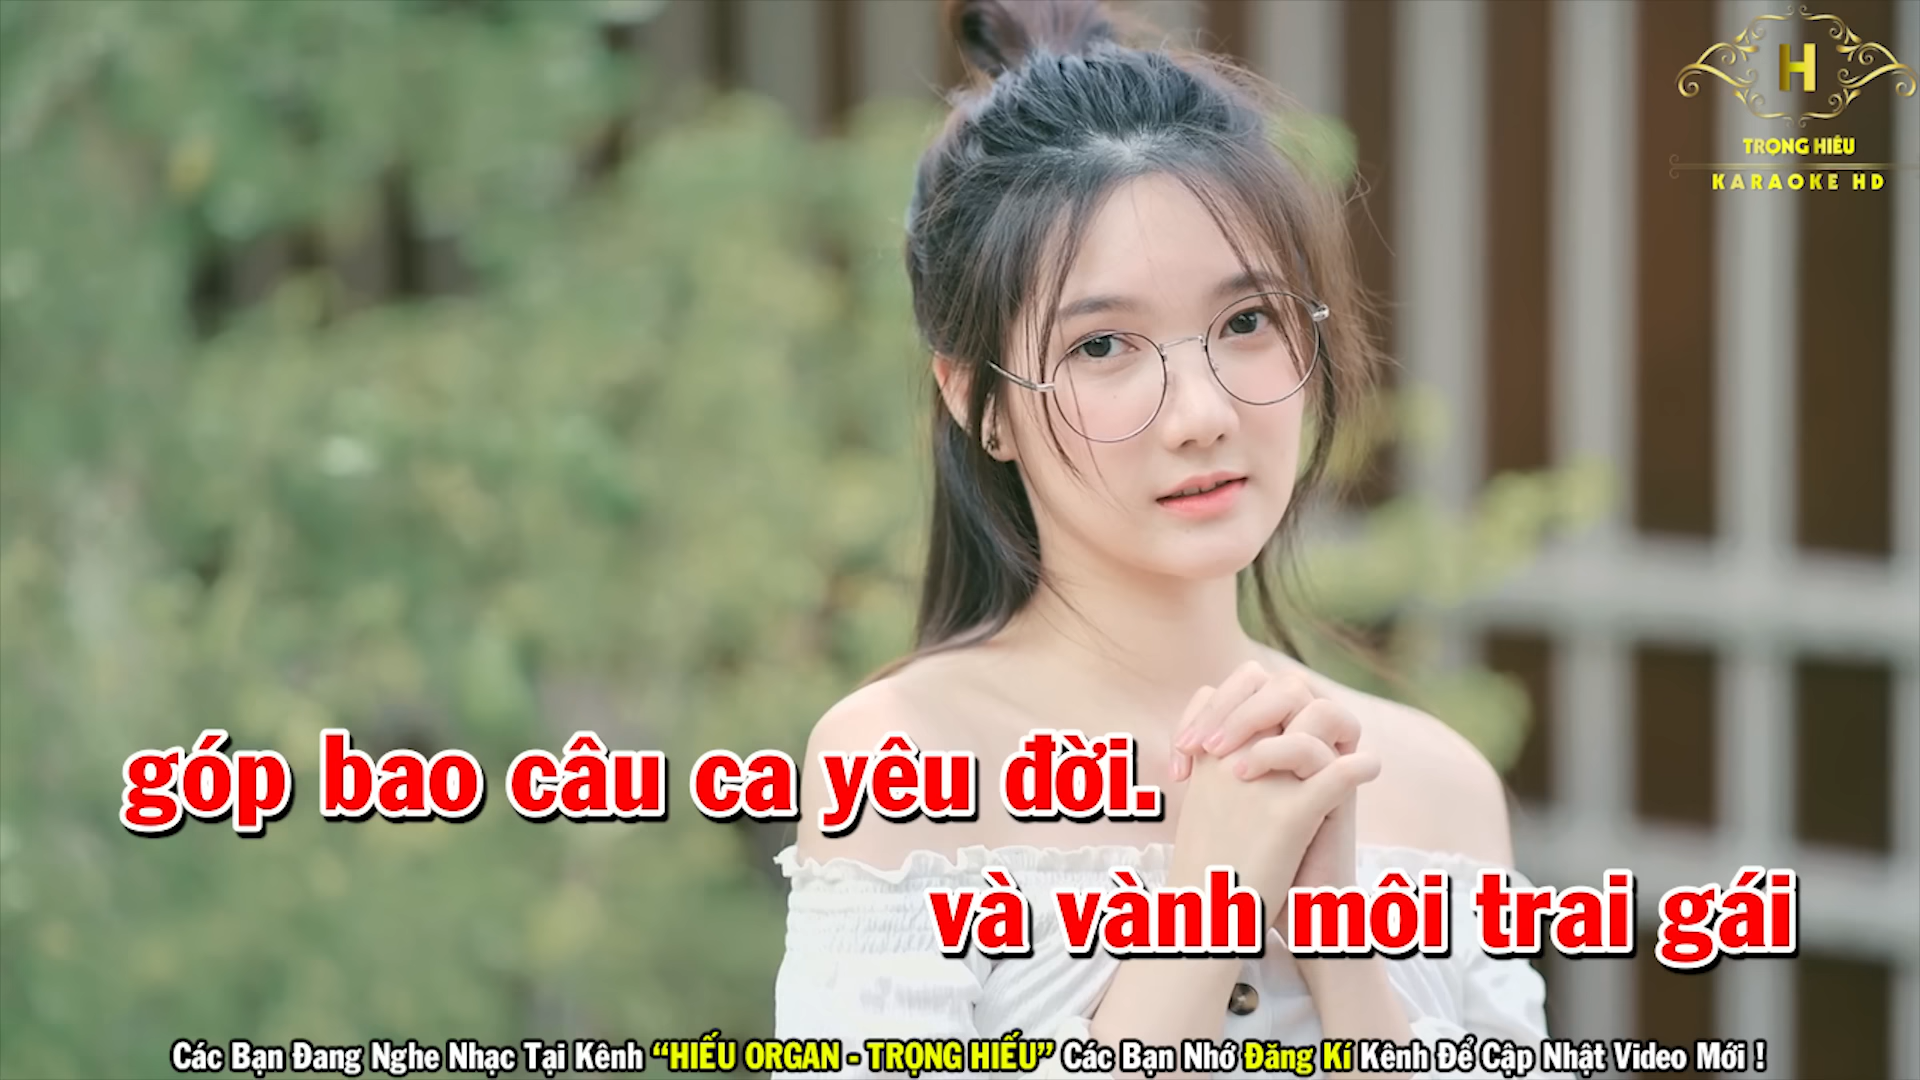 H
TRỌNG HIẾU
KARAOKE HD
góp bao câu ca yêu đời.
và vành môi trai gái
Các Bạn Đang Nghe Nhạc Tại Kênh “HIẾU ORGAN - TRỌNG HIẾU” Các Bạn Nhớ Đăng Kí Kênh Để Cập Nhật Video Mới !